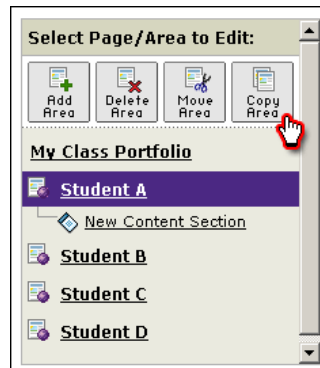 Select Page/Area to Edit:
Add Area
Delete Area
Move Area
Copy Area
My Class Portfolio
Student A
New Content Section
Student B
Student C
Student D